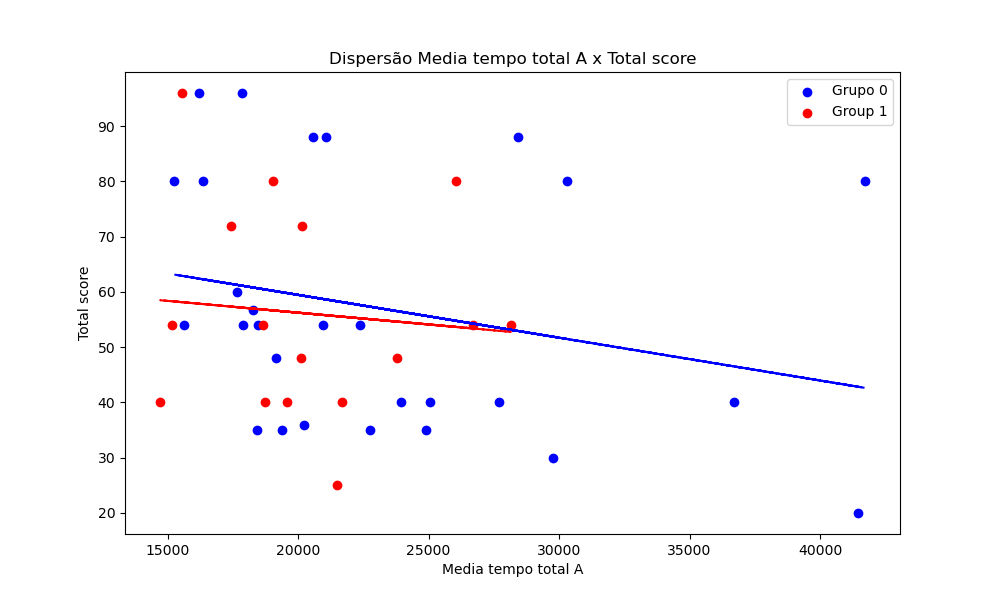 Dispersão Media tempo total A x Total score
Grupo 0
Group 1
Total score
90
80
70
60
50
40
30
20
15000
20000
25000
30000
35000
40000
Media tempo total A